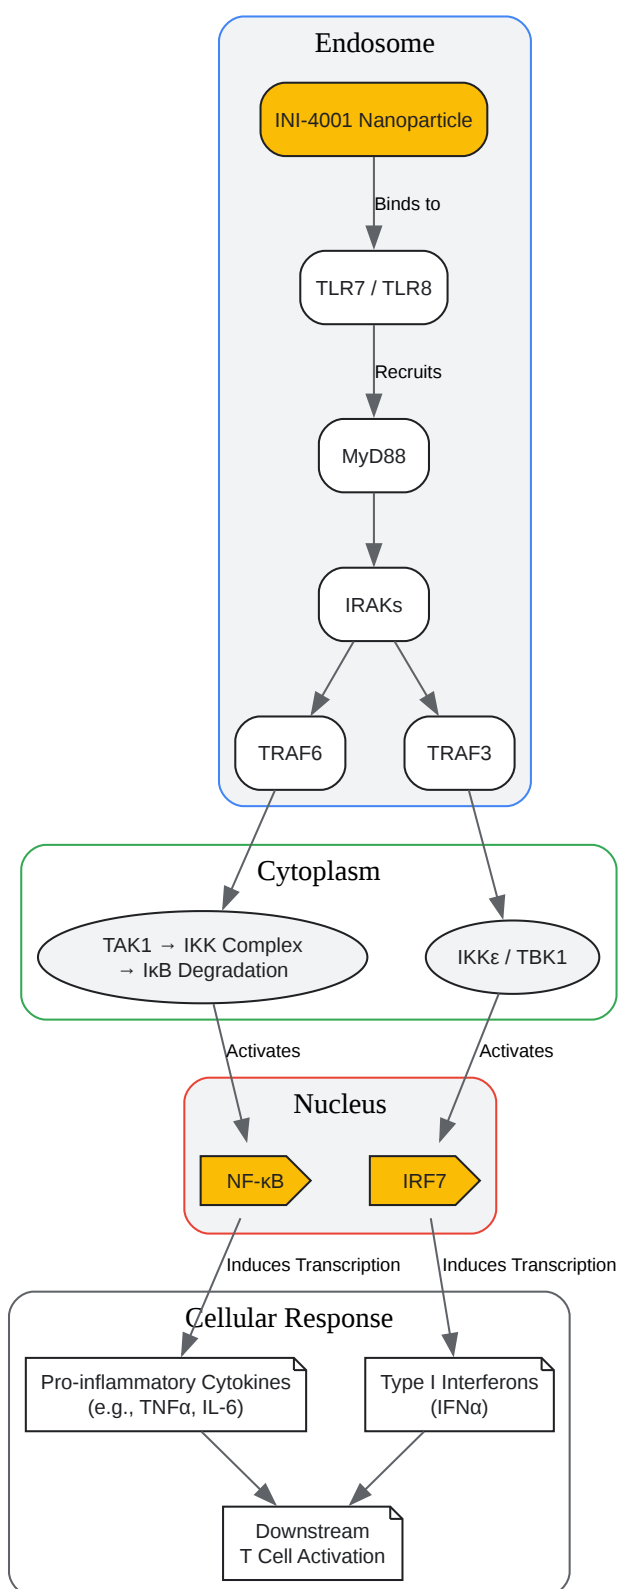 Endosome
INI-4001 Nanoparticle
Binds to
TLR7 / TLR8
Recruits
MyD88
IRAKs
TRAF6
TRAF3
Cytoplasm
TAK1 → IKK Complex
→ IκB Degradation
IKKε / TBK1
Activates
Activates
Nucleus
NF-κB
IRF7
Induces Transcription
Induces Transcription
Cellular Response
Pro-inflammatory Cytokines
(e.g., TNFα, IL-6)
Type I Interferons
(IFNα)
Downstream
T Cell Activation